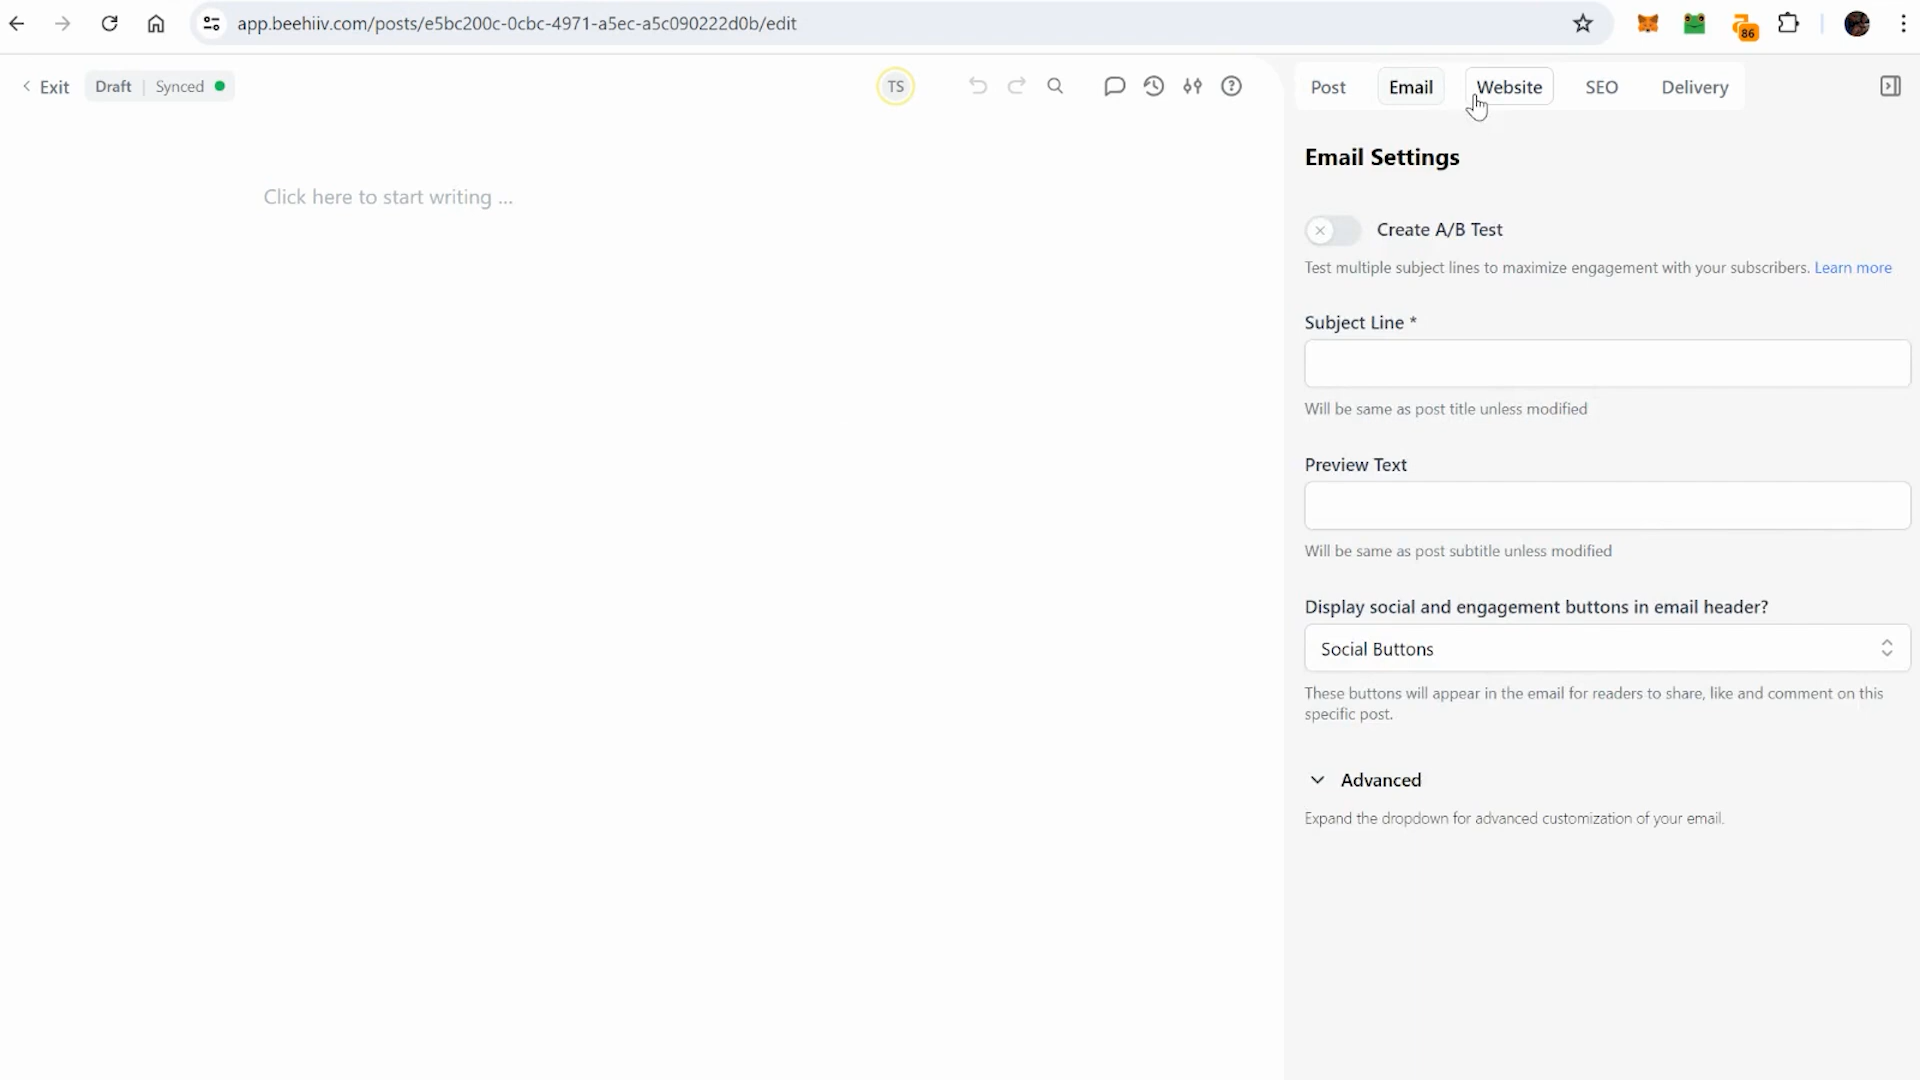 app.beehiiv.com/posts/e5bc200c-0cbc-4971-a5ec-a5c090222d0b/edit
86
Exit
Draft | Synced
TS
Post Email Website SEO Delivery
Click here to start writing ...
Email Settings
Create A/B Test
Test multiple subject lines to maximize engagement with your subscribers. Learn more
Subject Line *
Will be same as post title unless modified
Preview Text
Will be same as post subtitle unless modified
Display social and engagement buttons in email header?
Social Buttons
These buttons will appear in the email for readers to share, like and comment on this
specific post.
Advanced
Expand the dropdown for advanced customization of your email.